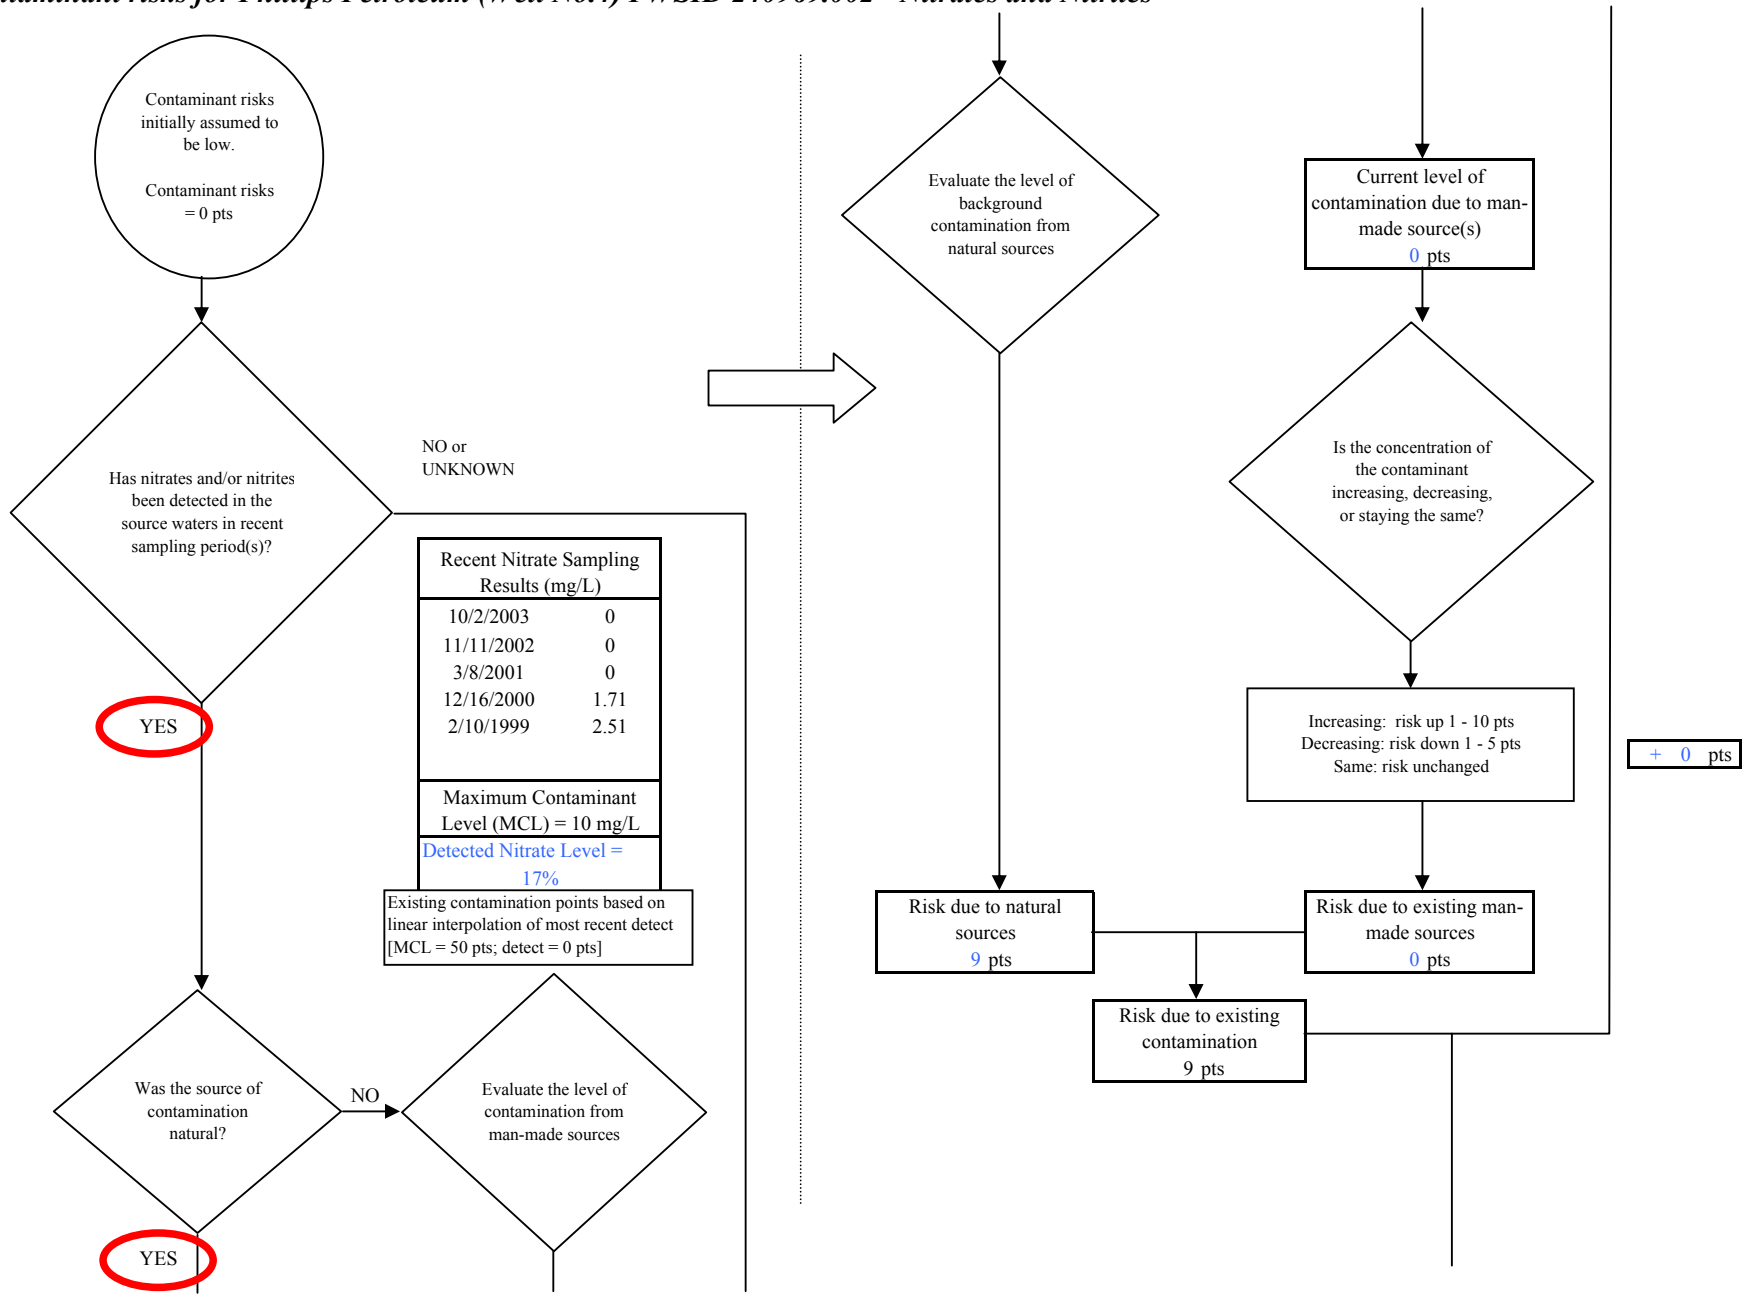 Contaminant risks
initially assumed to
be low.
Contaminant risks
= 0 pts
Has nitrates and/or nitrites
been detected in the
source waters in recent
sampling period(s)?
NO or
UNKNOWN
YES
Recent Nitrate Sampling
Results (mg/L)
10/2/2003 0
11/11/2002 0
3/8/2001 0
12/16/2000 1.71
2/10/1999 2.51
Maximum Contaminant
Level (MCL) = 10 mg/L
Detected Nitrate Level =
17%
Existing contamination points based on
linear interpolation of most recent detect
[MCL = 50 pts; detect = 0 pts]
Was the source of
contamination
natural?
NO
YES
Evaluate the level of
contamination from
man-made sources
Evaluate the level of
background
contamination from
natural sources
Current level of
contamination due to man-
made source(s)
0 pts
Is the concentration of
the contaminant
increasing, decreasing,
or staying the same?
Increasing: risk up 1 - 10 pts
Decreasing: risk down 1 - 5 pts
Same: risk unchanged
+ 0 pts
Risk due to natural
sources
9 pts
Risk due to existing man-
made sources
0 pts
Risk due to existing
contamination
9 pts